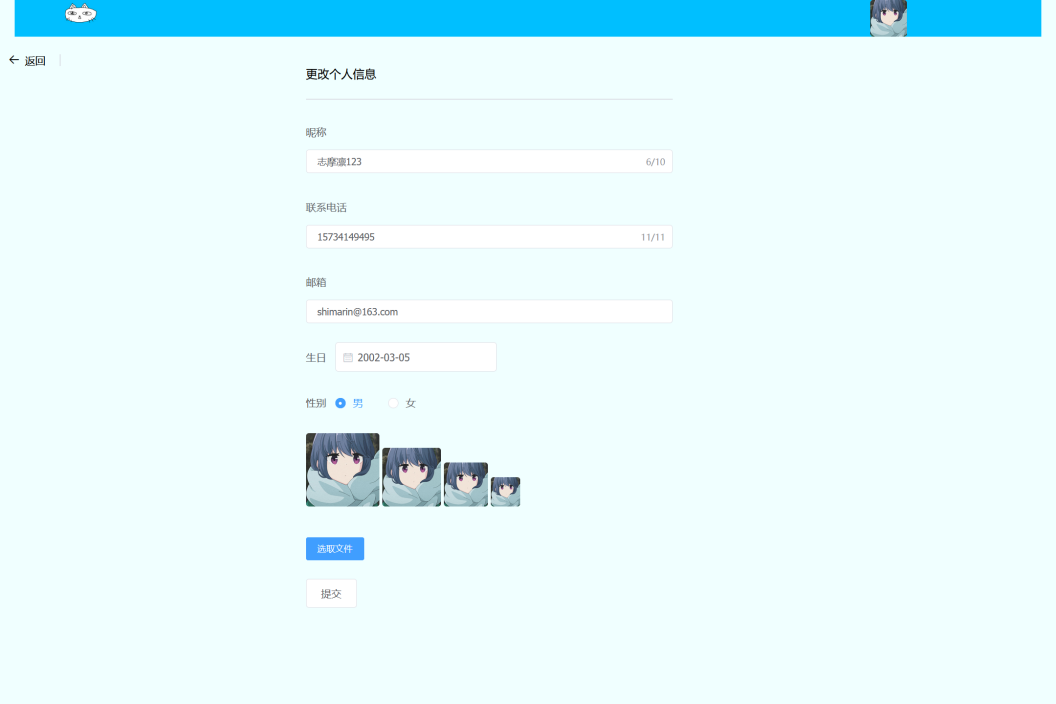 返回
更改个人信息
昵称
志摩凛123
6/10
联系电话
15734149495
11/11
邮箱
shimarin@163.com
生日
2002-03-05
性别
男
女
选取文件
提交